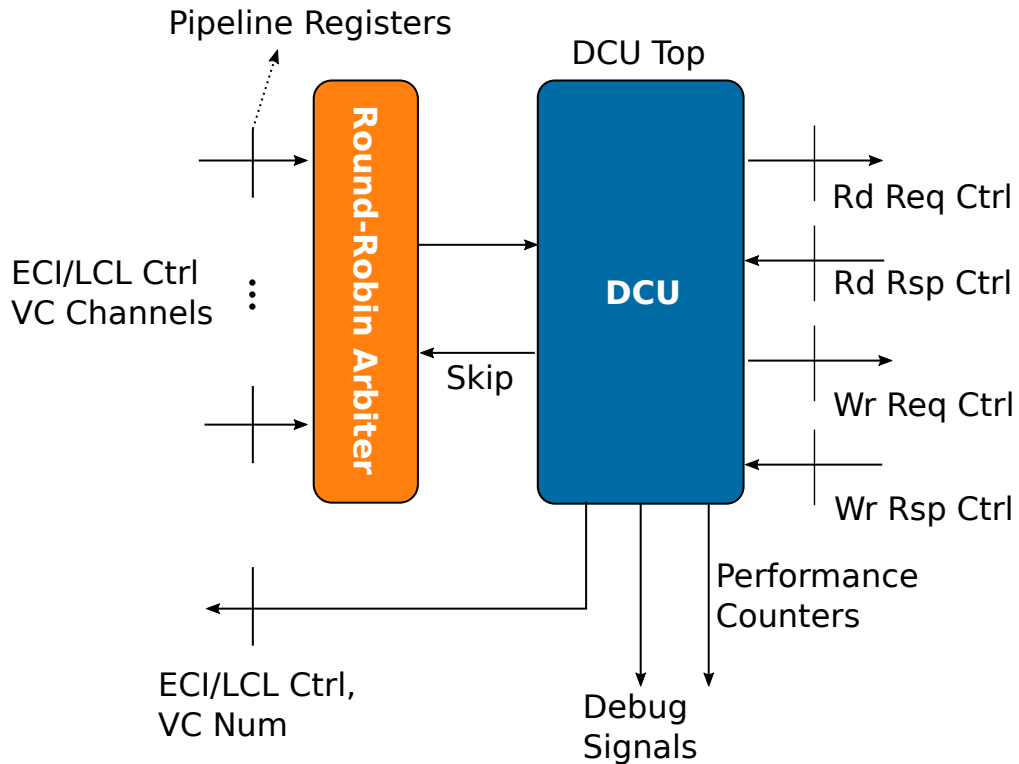 Pipeline Registers
DCU Top
Round-Robin Arbiter
DCU
ECI/LCL Ctrl
VC Channels
Skip
Rd Req Ctrl
Rd Rsp Ctrl
Wr Req Ctrl
Wr Rsp Ctrl
Performance
Counters
ECI/LCL Ctrl,
VC Num
Debug
Signals